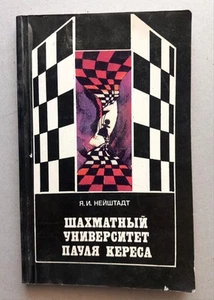 Я. И. НЕЙШТАДТ
ШАХМАТНЫЙ
УНИВЕРСИТЕТ
ПАУЛЯ КЕРЕСА